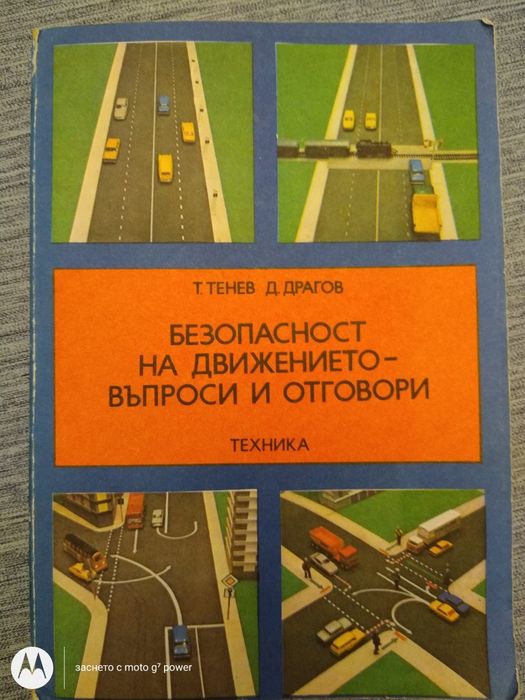 Т. ТЕНЕВ Д. ДРАГОВ
БЕЗОПАСНОСТ
НА ДВИЖЕНИЕТО–
ВЪПРОСИ И ОТГОВОРИ
ТЕХНИКА
заснето с moto g⁷ power